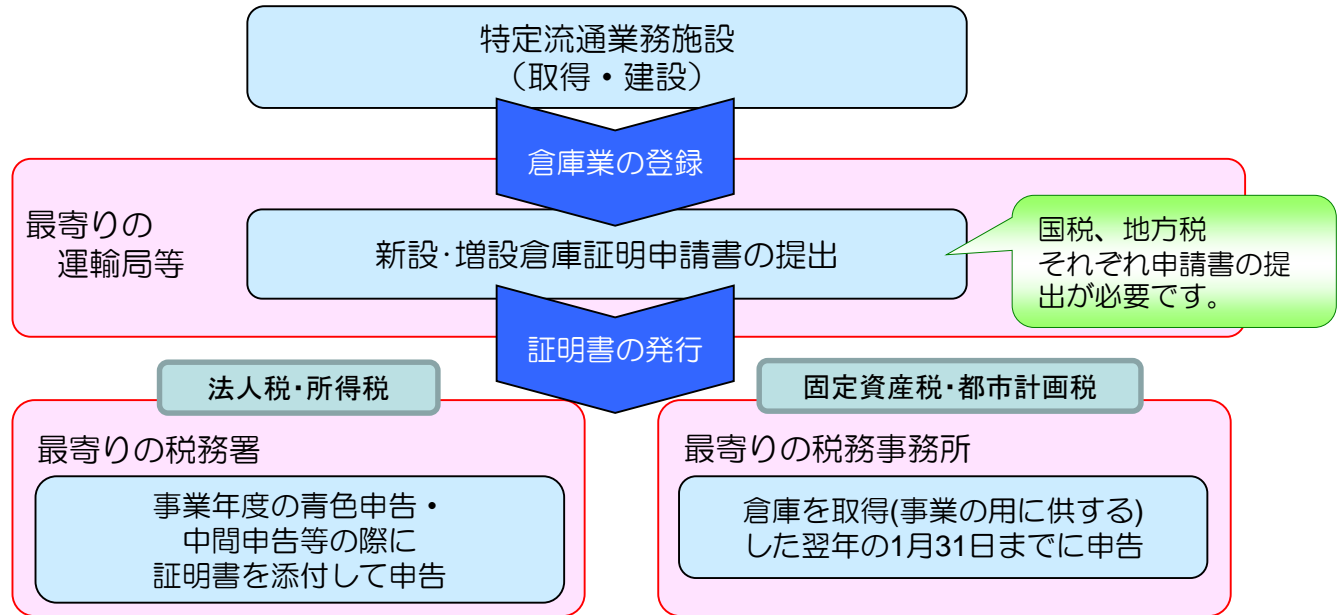 特定流通業務施設
（取得・建設）
倉庫業の登録
最寄りの
運輸局等
新設･増設倉庫証明申請書の提出
国税、地方税
それぞれ申請書の提
出が必要です。
証明書の発行
法人税･所得税
固定資産税･都市計画税
最寄りの税務署
事業年度の青色申告・
中間申告等の際に
証明書を添付して申告
最寄りの税務事務所
倉庫を取得(事業の用に供する)
した翌年の1月31日までに申告